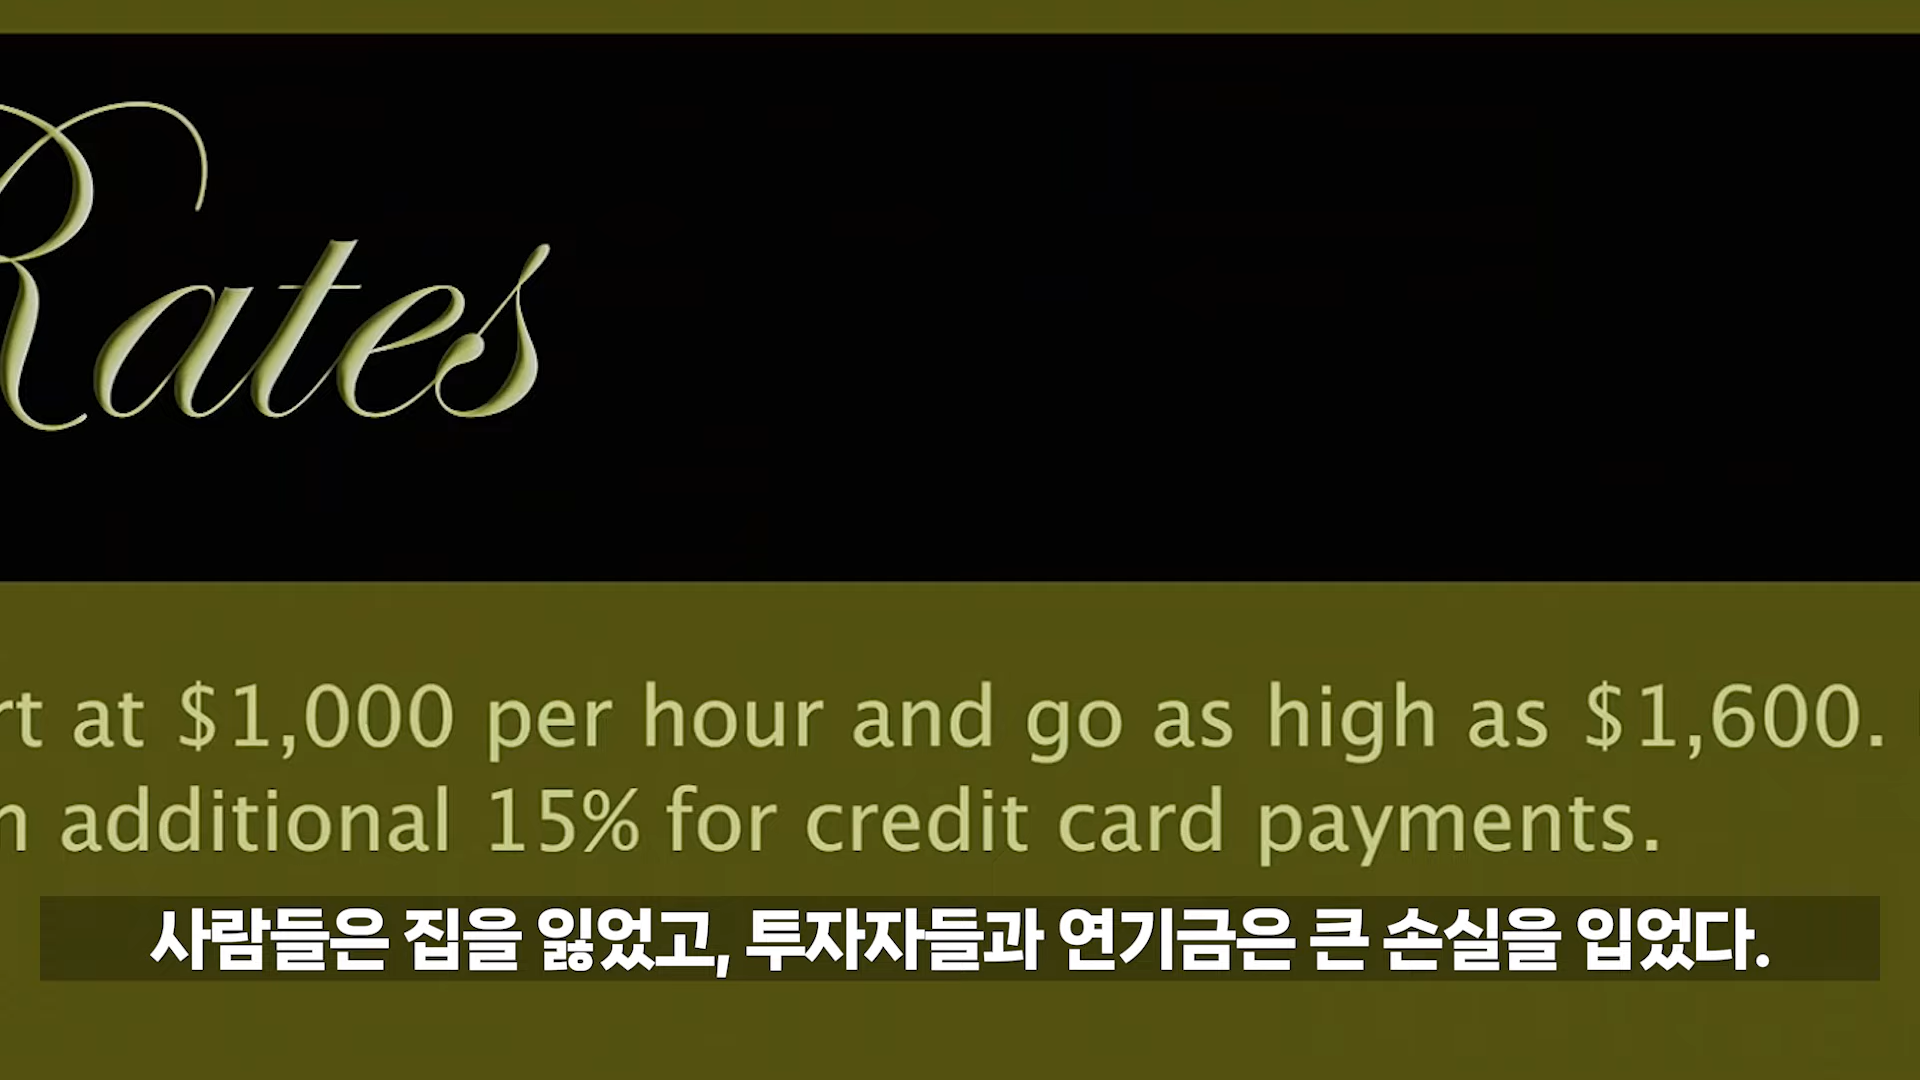 Rates
rt at $1,000 per hour and go as high as $1,600.
n additional 15% for credit card payments.
사람들은 집을 잃었고, 투자자들과 연기금은 큰 손실을 입었다.